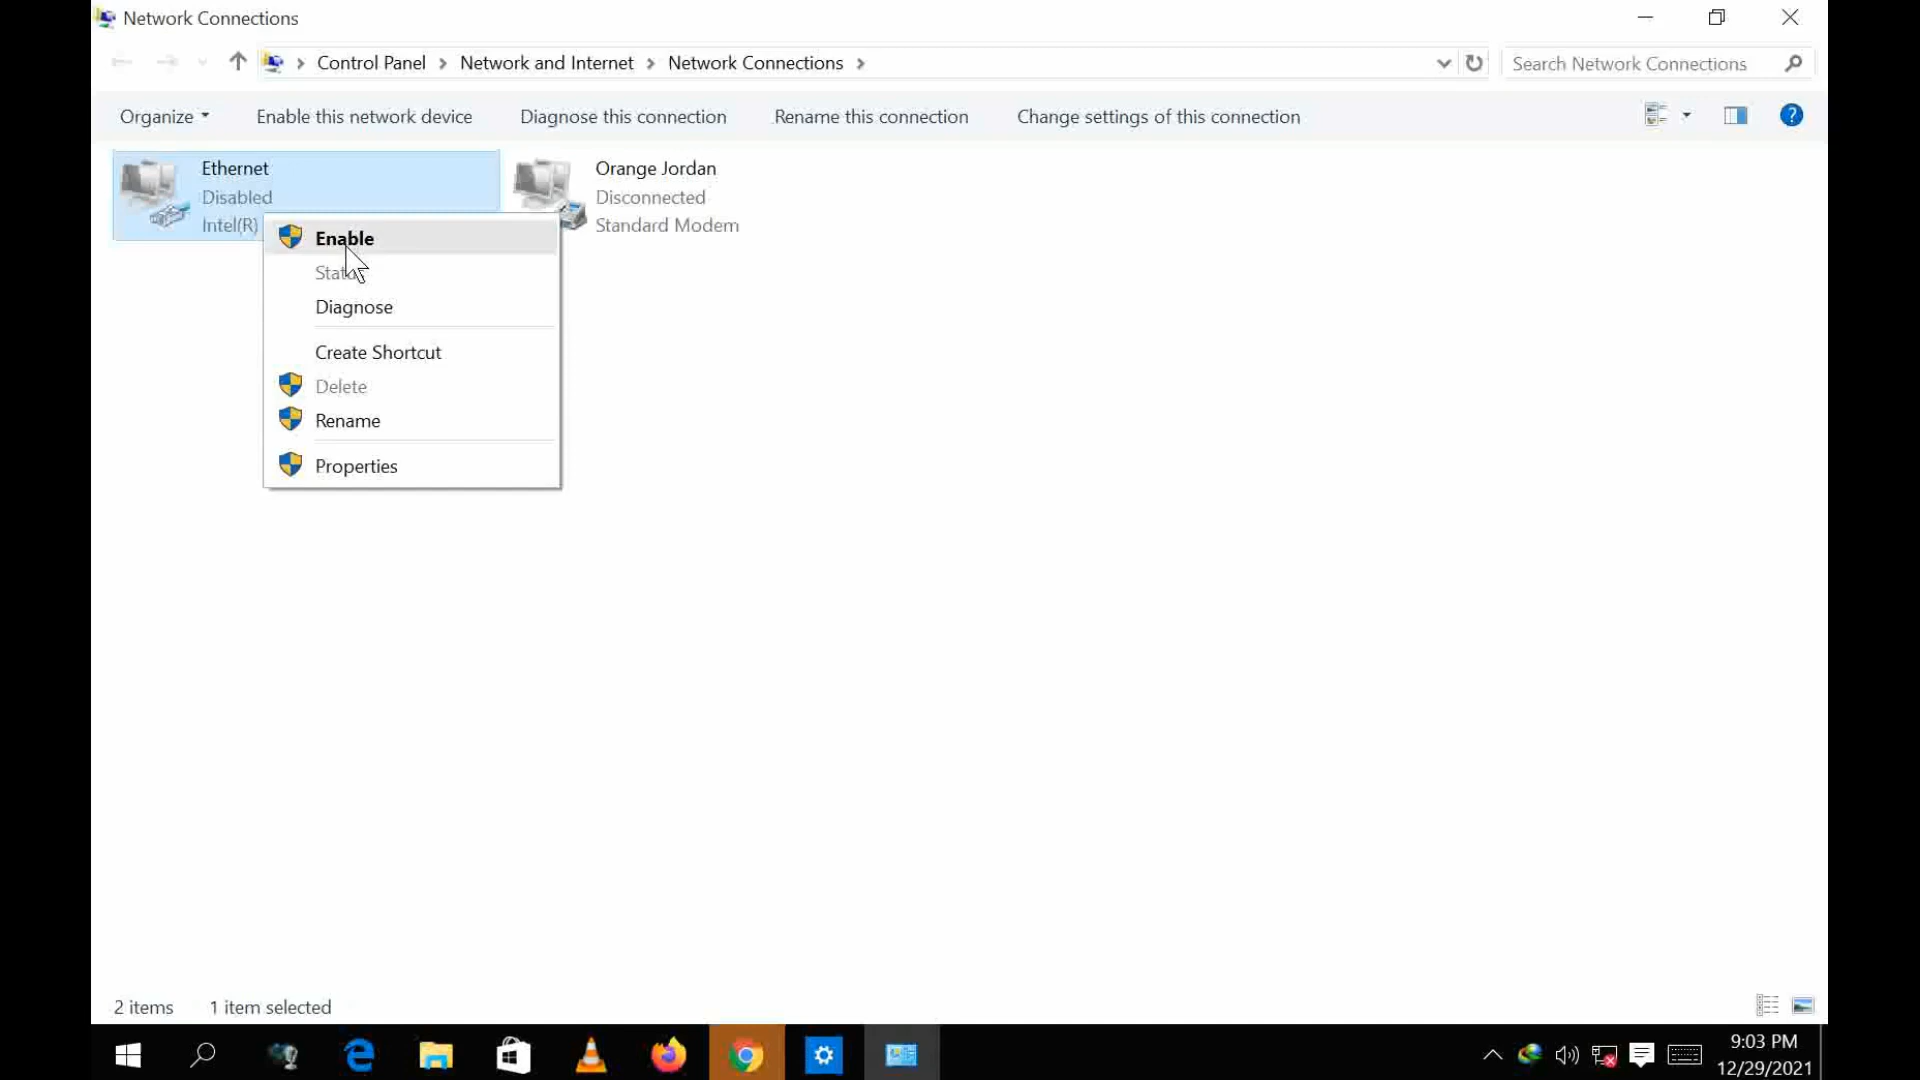 Network Connections
Control Panel > Network and Internet > Network Connections >
Search Network Connections
Organize
Enable this network device
Diagnose this connection
Rename this connection
Change settings of this connection
Ethernet
Disabled
Intel(R)
Orange Jordan
Disconnected
Standard Modem
Enable
Diagnose
Create Shortcut
Delete
Rename
Properties
2 items
1 item selected
9:03 PM
12/29/2021